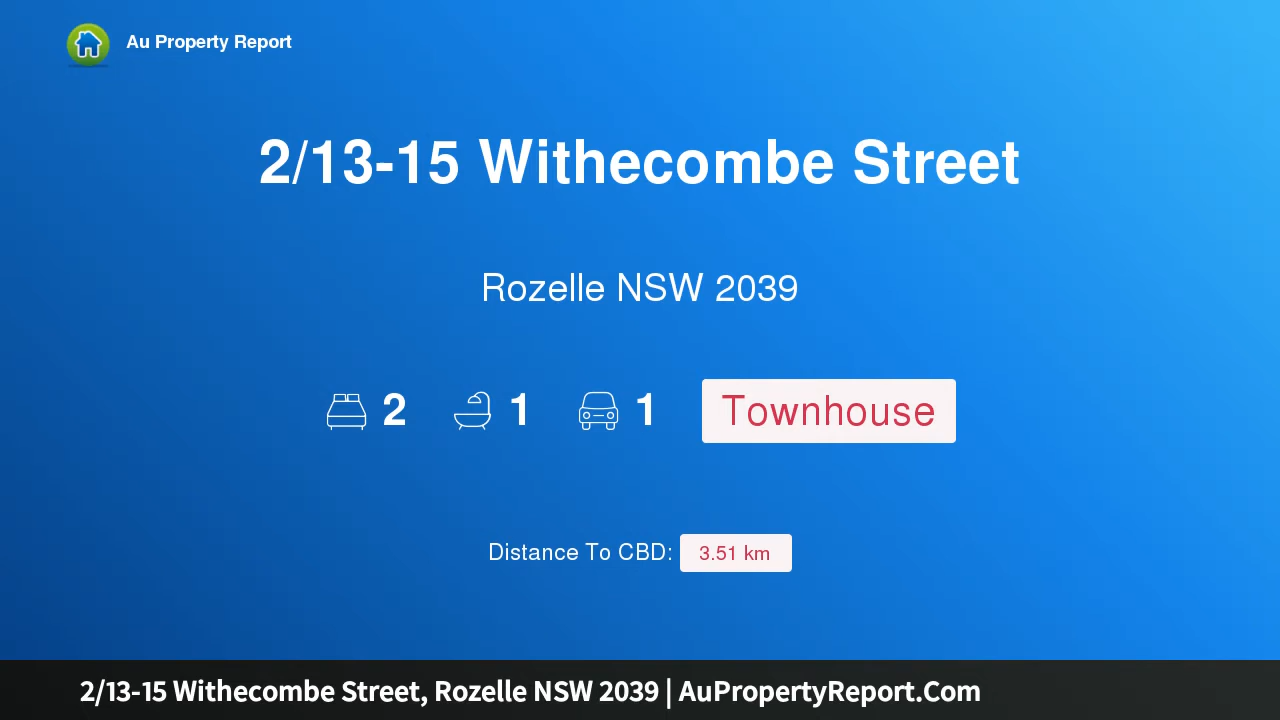 Au Property Report
2/13-15 Withecombe Street
Rozelle NSW 2039
2 1 1 Townhouse
Distance To CBD: 3.51 km
2/13-15 Withecombe Street, Rozelle NSW 2039 | AuPropertyReport.Com